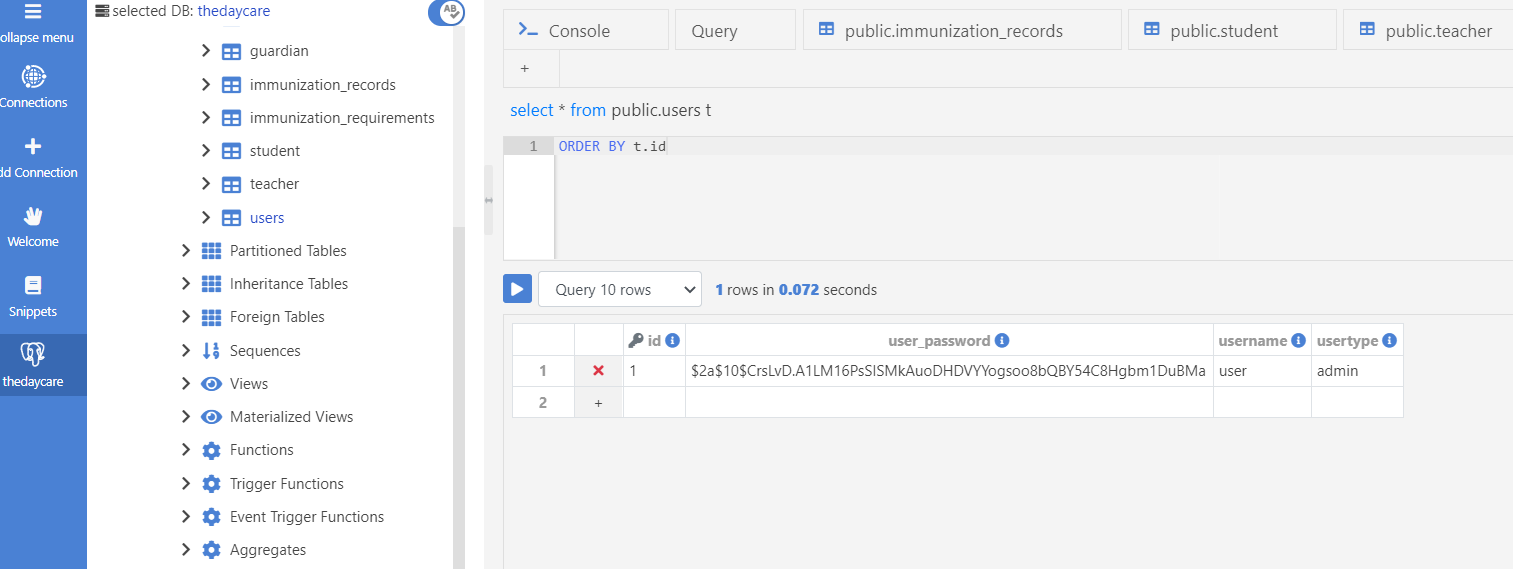 selected DB: thedaycare
ollapse menu
Connections
dd Connection
Welcome
Snippets
thedaycare
guardian
immunization_records
immunization_requirements
student
teacher
users
Partitioned Tables
Inheritance Tables
Foreign Tables
Sequences
Views
Materialized Views
Functions
Trigger Functions
Event Trigger Functions
Aggregates
Console
Query
public.immunization_records
public.student
public.teacher
+
select * from public.users t
1 ORDER BY t.id
Query 10 rows
1 rows in 0.072 seconds
id user_password username usertype
1 1 $2a$10$CrsLvD.A1LM16PsSISMkAuoDHDVYYogsoo8bQBY54C8Hgbm1DuBMa user admin
2 +